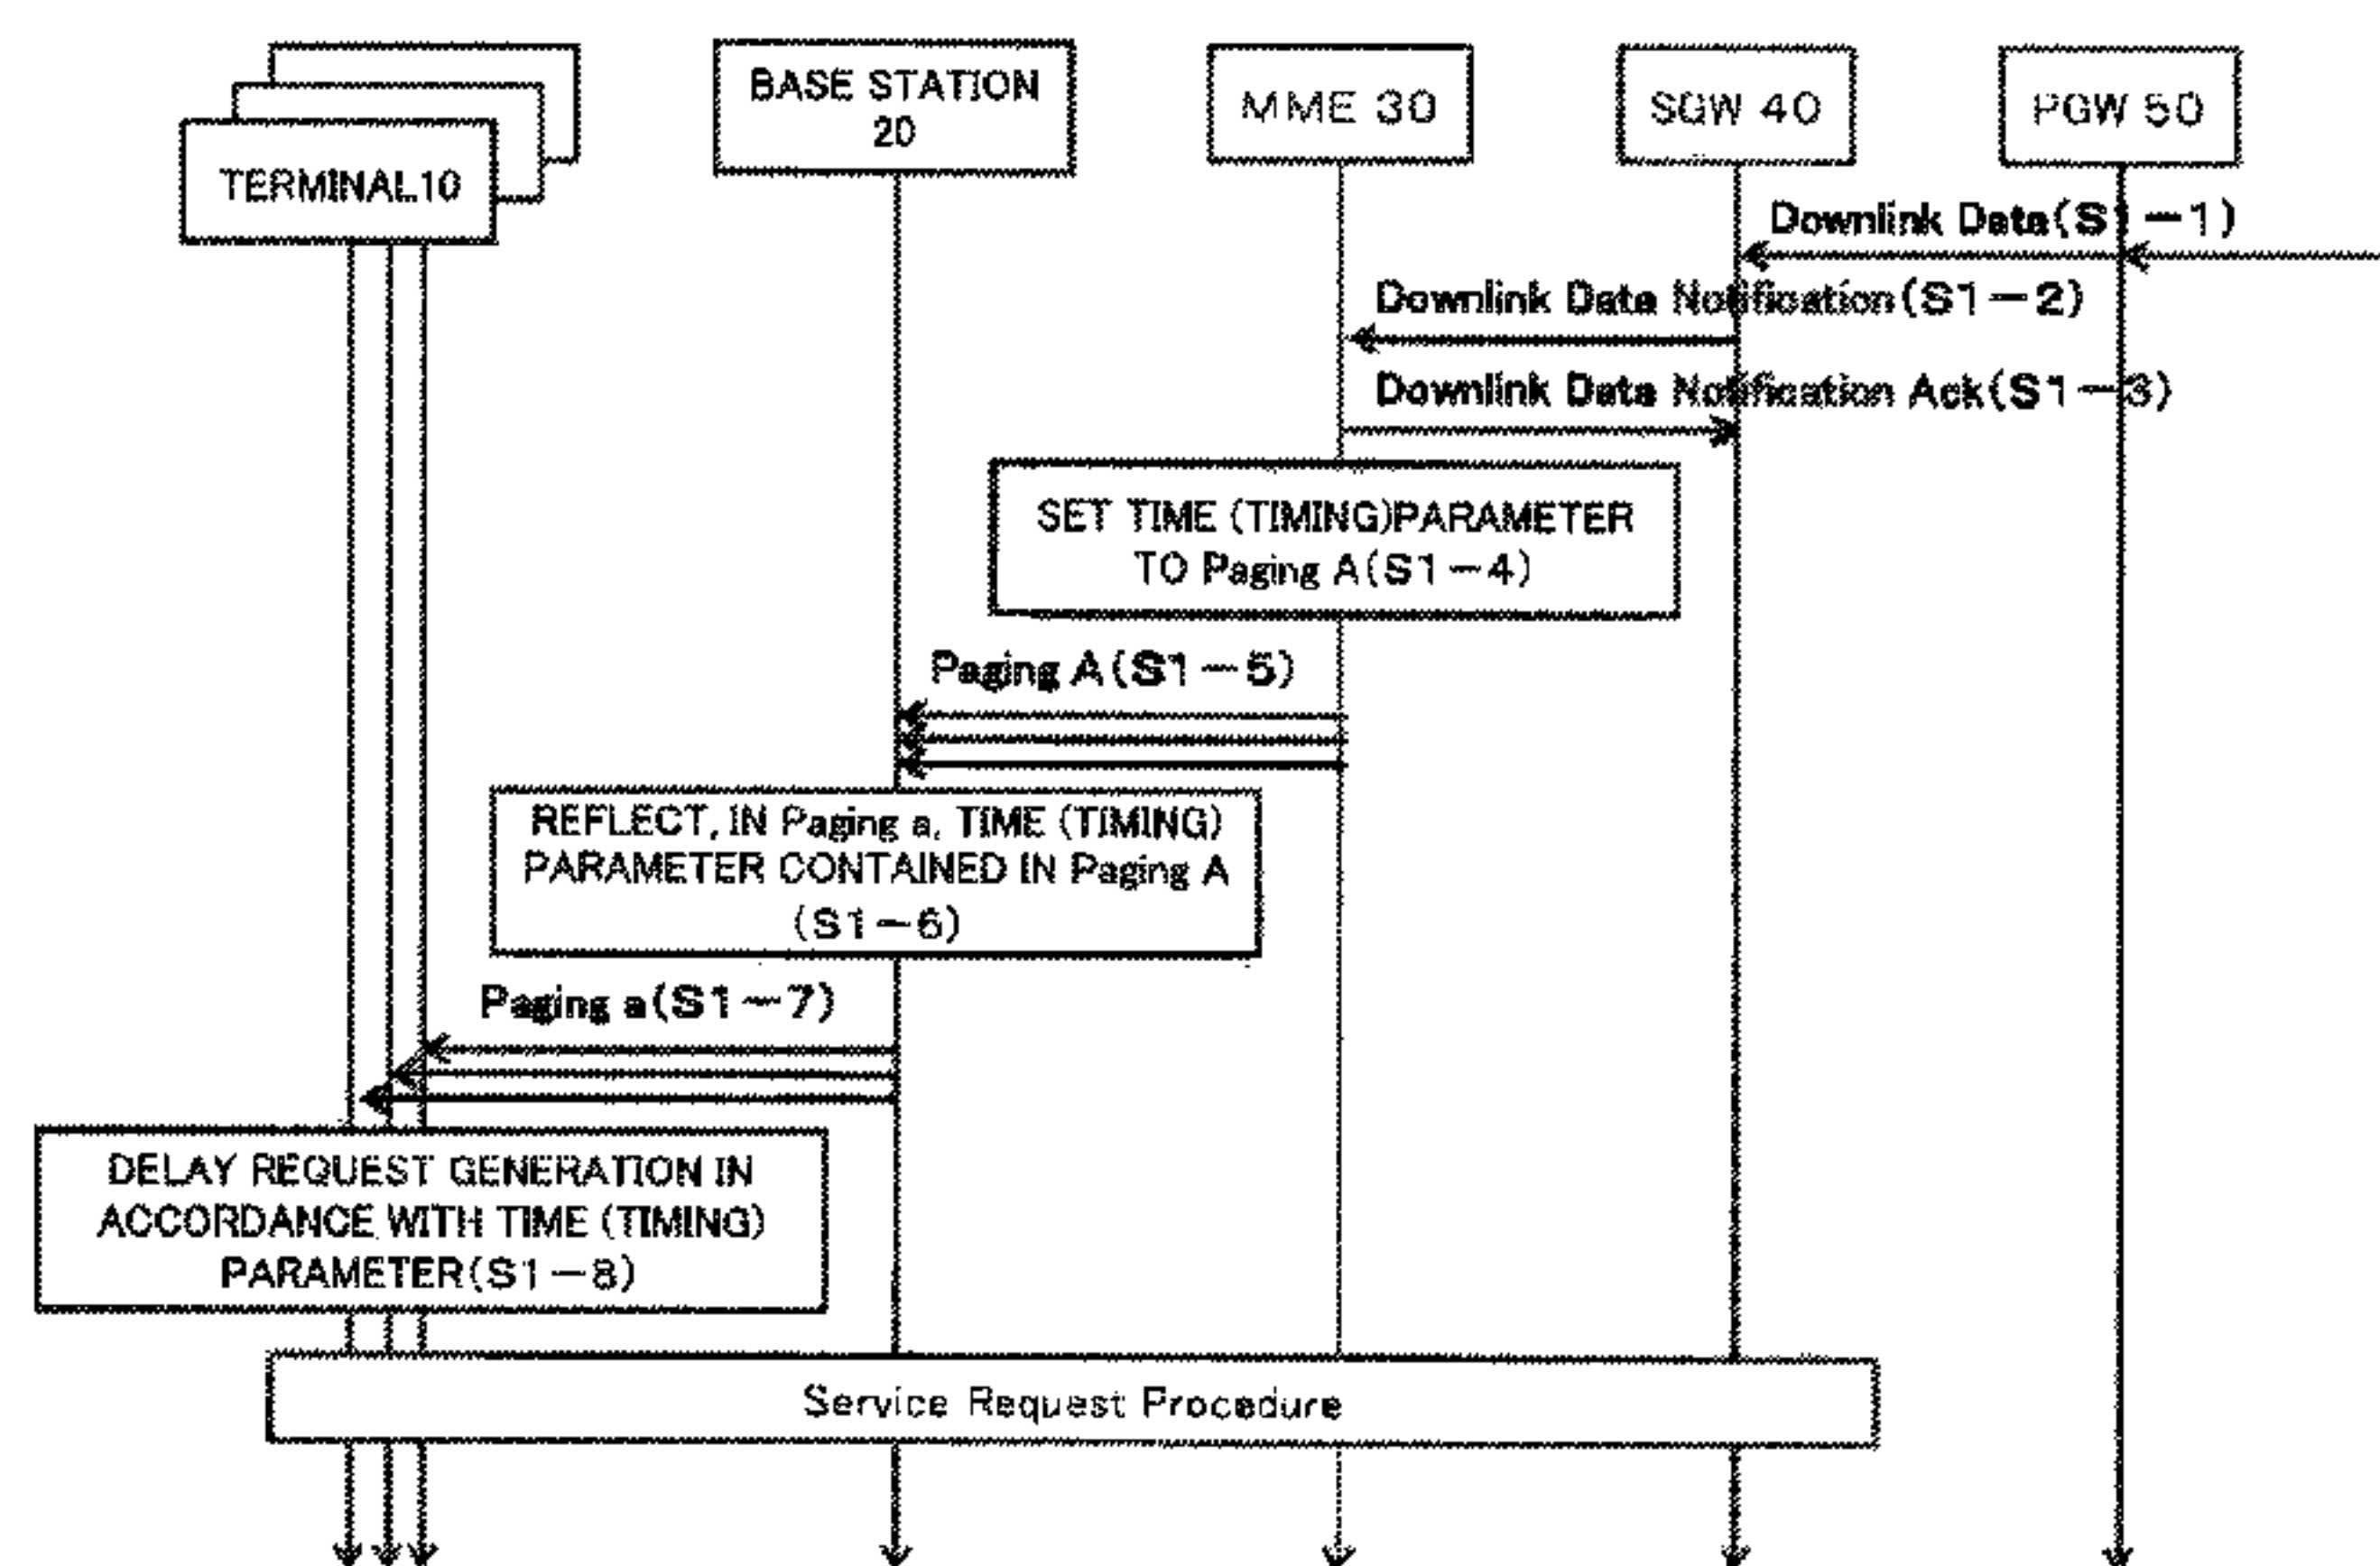 TERMINAL10
BASE STATION
20
MME 30
SGW 40
PGW 50
Downlink Data(S1-1)
Downlink Data Notification(S1-2)
Downlink Data Notification Ack(S1-3)
SET TIME (TIMING)PARAMETER
TO Paging A(S1-4)
Paging A(S1-5)
REFLECT, IN Paging a, TIME (TIMING)
PARAMETER CONTAINED IN Paging A
(S1-6)
Paging a(S1-7)
DELAY REQUEST GENERATION IN
ACCORDANCE WITH TIME (TIMING)
PARAMETER(S1-8)
Service Request Procedure